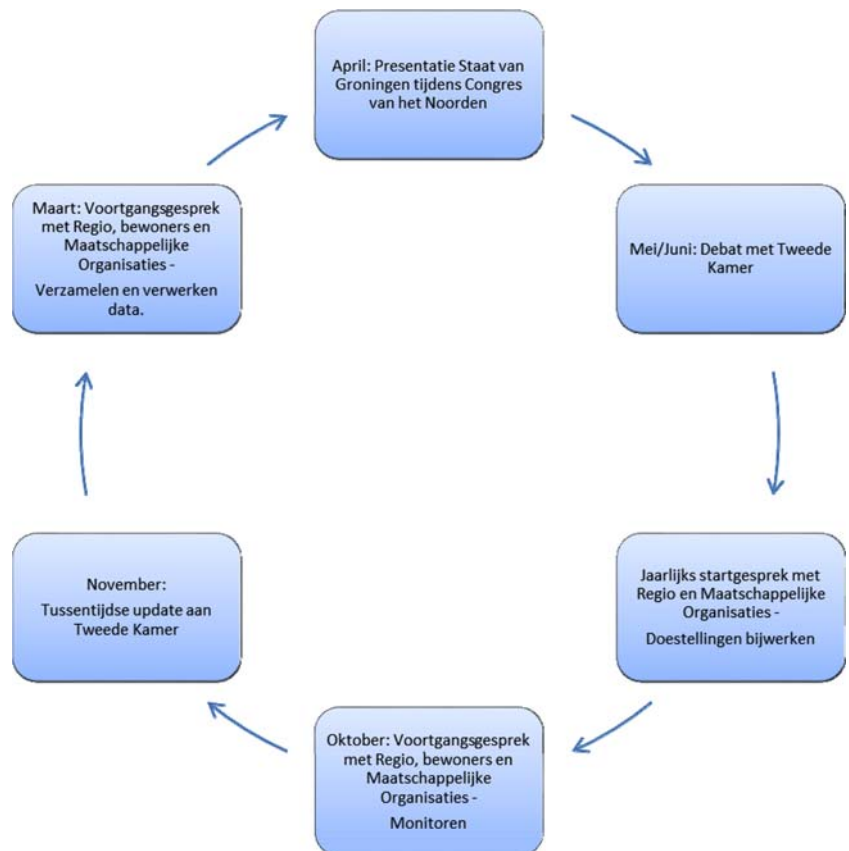 April: Presentatie Staat van
Groningen tijdens Congres
van het Noorden
Mei/Juni: Debat met Tweede
Kamer
Jaarlijks startgesprek met
Regio en Maatschappelijke
Organisaties -
Doestellingen bijwerken
Oktober: Voortgangsgesprek
met Regio, bewoners en
Maatschappelijke
Organisaties -
Monitoren
November:
Tussentijdse update aan
Tweede Kamer
Maart: Voortgangsgesprek
met Regio, bewoners en
Maatschappelijke
Organisaties -
Verzamelen en verwerken
data.